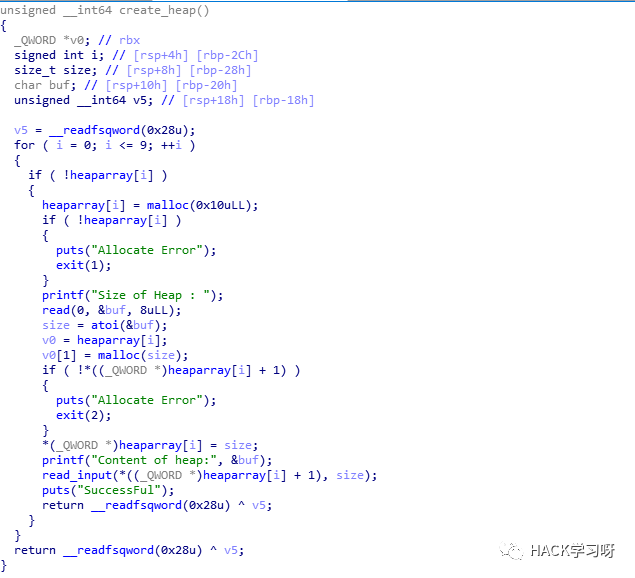 unsigned __int64 create_heap()
{
  _QWORD *v0; // rbx
  signed int i; // [rsp+4h] [rbp-2Ch]
  size_t size; // [rsp+8h] [rbp-28h]
  char buf; // [rsp+10h] [rbp-20h]
  unsigned __int64 v5; // [rsp+18h] [rbp-18h]

  v5 = __readfsqword(0x28u);
  for ( i = 0; i <= 9; ++i )
  {
    if ( !heaparray[i] )
    {
      heaparray[i] = malloc(0x10uLL);
      if ( !heaparray[i] )
      {
        puts("Allocate Error");
        exit(1);
      }
      printf("Size of Heap : ");
      read(0, &buf, 8uLL);
      size = atoi(&buf);
      v0 = heaparray[i];
      v0[1] = malloc(size);
      if ( !*((_QWORD *)heaparray[i] + 1) )
      {
        puts("Allocate Error");
        exit(2);
      }
      *(_QWORD *)heaparray[i] = size;
      printf("Content of heap:", &buf);
      read_input(*((_QWORD *)heaparray[i] + 1), size);
      puts("SuccessFul");
      return __readfsqword(0x28u) ^ v5;
    }
  }
  return __readfsqword(0x28u) ^ v5;
}
HACK学习呀